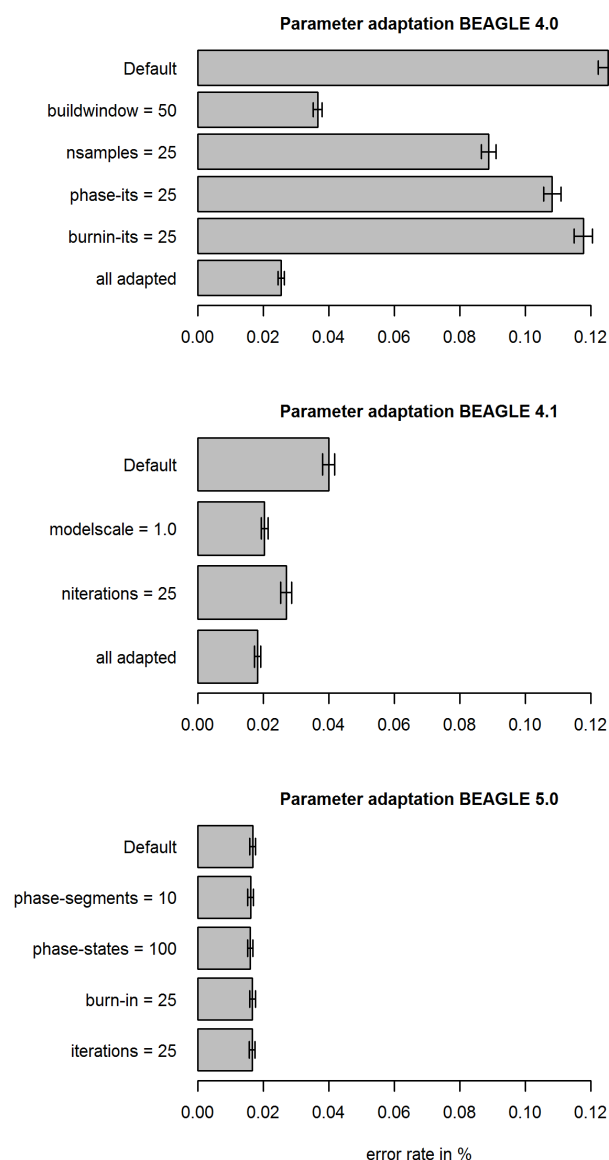 Parameter adaptation BEAGLE 4.0
Default
buildwindow = 50
nsamples = 25
phase-its = 25
burnin-its = 25
all adapted
0.00 0.02 0.04 0.06 0.08 0.10 0.12
Parameter adaptation BEAGLE 4.1
Default
modelscale = 1.0
niterations = 25
all adapted
0.00 0.02 0.04 0.06 0.08 0.10 0.12
Parameter adaptation BEAGLE 5.0
Default
phase-segments = 10
phase-states = 100
burn-in = 25
iterations = 25
0.00 0.02 0.04 0.06 0.08 0.10 0.12
error rate in %